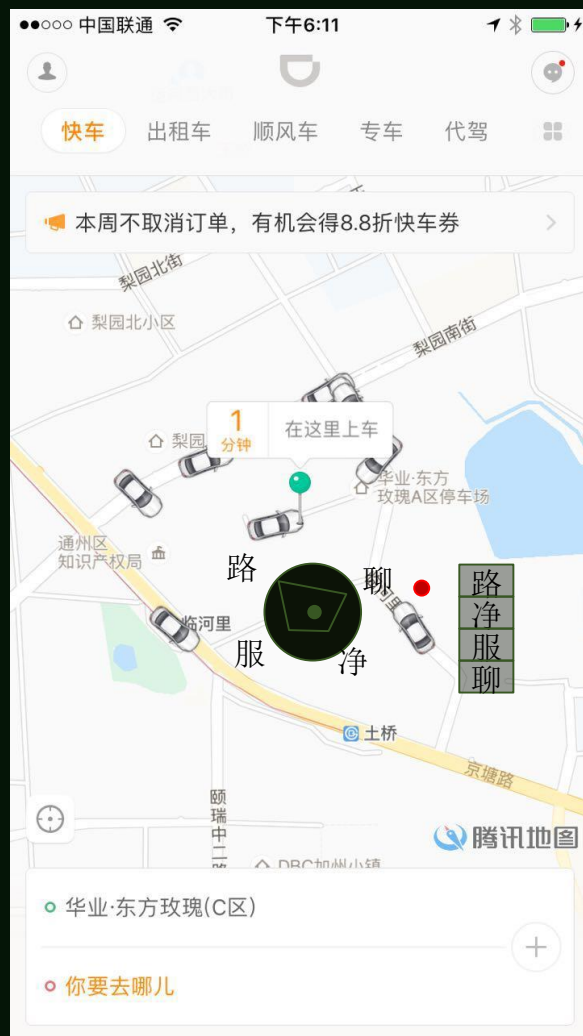 中国联通 下午6:11
快车 出租车 顺风车 专车 代驾
本周不取消订单，有机会得8.8折快车券
梨园北街
梨园北小区
梨园南街
1
分钟
在这里上车
梨园
华业·东方
玫瑰A区停车场
通州区
知识产权局
路
聊
服
净
路
净
服
聊
临河里
土桥
京塘路
颐瑞中二路
腾讯地图
DBC加州小镇
华业·东方玫瑰(C区)
你要去哪儿